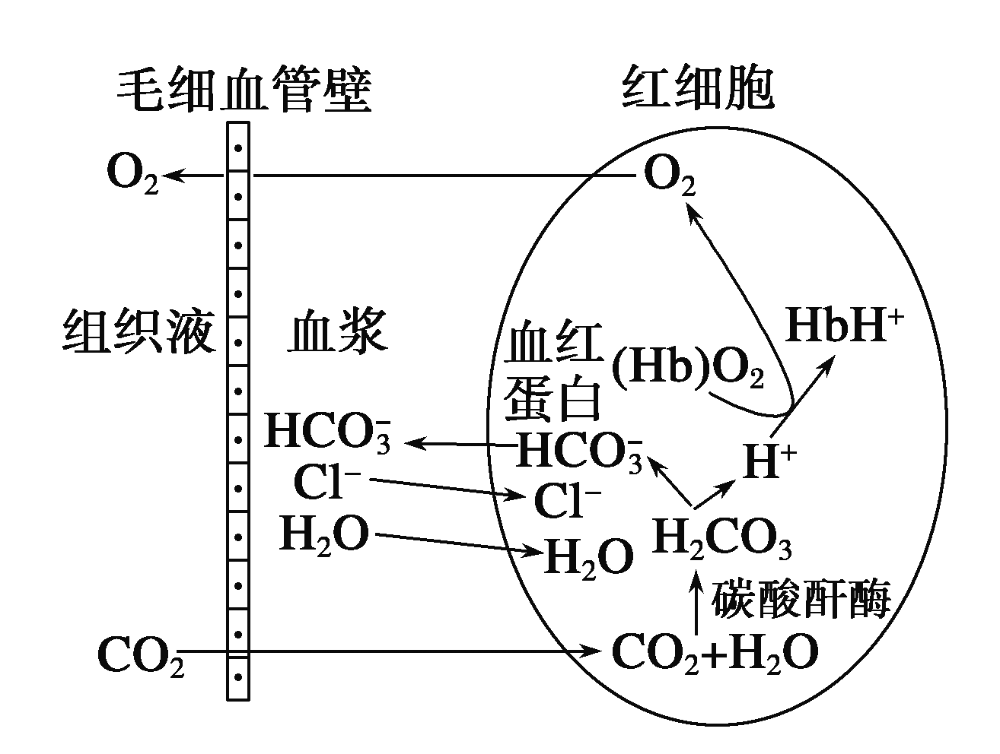 毛细血管壁
红细胞
O₂
O₂
组织液
血浆
血红
蛋白
(Hb)O₂
HbH⁺
HCO₃⁻
HCO₃⁻
H⁺
Cl⁻
Cl⁻
H₂O
H₂O
H₂CO₃
碳酸酐酶
CO₂
CO₂+H₂O